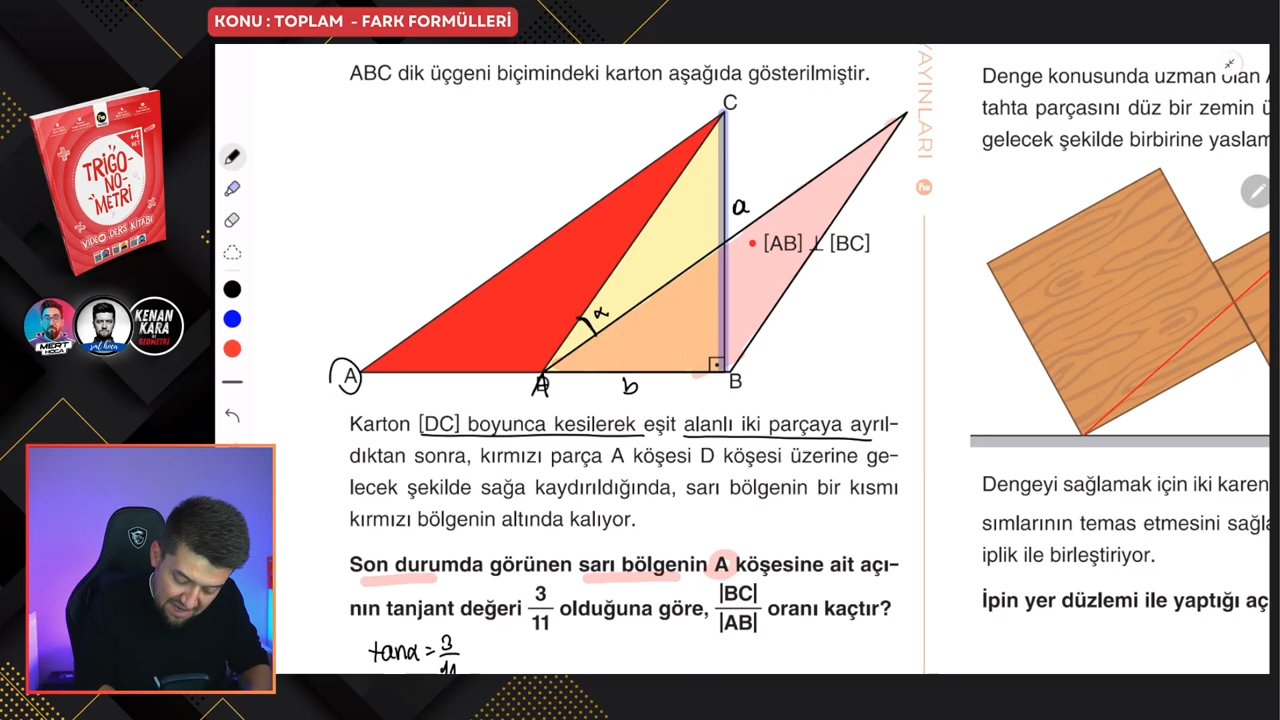 KONU : TOPLAM - FARK FORMÜLLERİ
+4 NET
TRİGO-
NO-
METRİ
VİDEO DERS KİTABI
MERT HOCA
KENAN KARA
GEOMETRİ
ABC dik üçgeni biçimindeki karton aşağıda gösterilmiştir.
C
a
• [AB] ⊥ [BC]
α
A
A
b
B
Karton [DC] boyunca kesilerek eşit alanlı iki parçaya ayrıl-
dıktan sonra, kırmızı parça A köşesi D köşesi üzerine ge-
lecek şekilde sağa kaydırıldığında, sarı bölgenin bir kısmı
kırmızı bölgenin altında kalıyor.
Son durumda görünen sarı bölgenin A köşesine ait açı-
nın tanjant değeri 3/11 olduğuna göre, |BC|/|AB| oranı kaçtır?
tanα = 3/11
YAYINLARI
Denge konusunda uzman olan A
tahta parçasını düz bir zemin ü
gelecek şekilde birbirine yaslam
Dengeyi sağlamak için iki karen
sımlarının temas etmesini sağla
iplik ile birleştiriyor.
İpin yer düzlemi ile yaptığı aç